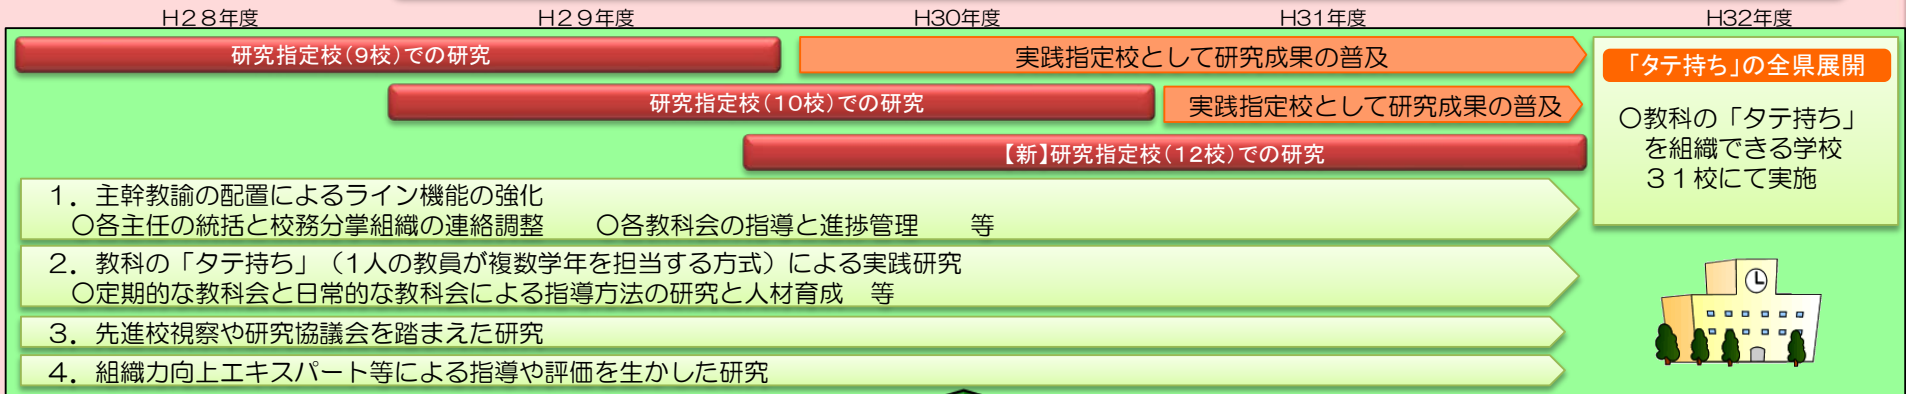 H28年度
H29年度
H30年度
H31年度
H32年度
研究指定校(9校)での研究
実践指定校として研究成果の普及
研究指定校(10校)での研究
実践指定校として研究成果の普及
【新】研究指定校(12校)での研究
「タテ持ち」の全県展開
○教科の「タテ持ち」
を組織できる学校
31校にて実施
1．主幹教諭の配置によるライン機能の強化
○各主任の統括と校務分掌組織の連絡調整　　○各教科会の指導と進捗管理　　等
2．教科の「タテ持ち」（1人の教員が複数学年を担当する方式）による実践研究
○定期的な教科会と日常的な教科会による指導方法の研究と人材育成　等
3．先進校視察や研究協議会を踏まえた研究
4．組織力向上エキスパート等による指導や評価を生かした研究